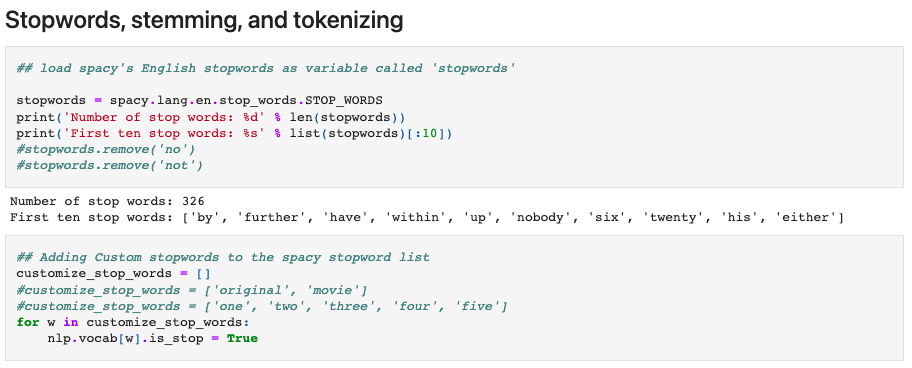 Stopwords, stemming, and tokenizing
## load spacy's English stopwords as variable called 'stopwords'
stopwords = spacy.lang.en.stop_words.STOP_WORDS
print('Number of stop words: %d' % len(stopwords))
print('First ten stop words: %s' % list(stopwords)[:10])
#stopwords.remove('no')
#stopwords.remove('not')
Number of stop words: 326
First ten stop words: ['by', 'further', 'have', 'within', 'up', 'nobody', 'six', 'twenty', 'his', 'either']
## Adding Custom stopwords to the spacy stopword list
customize_stop_words = []
#customize_stop_words = ['original', 'movie']
#customize_stop_words = ['one', 'two', 'three', 'four', 'five']
for w in customize_stop_words:
    nlp.vocab[w].is_stop = True